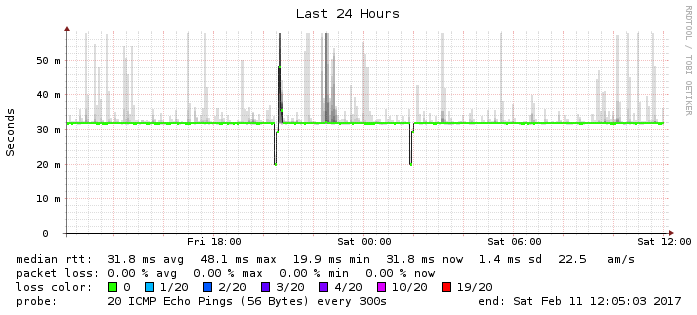 Last 24 Hours
RRDTOOL / TOBI OETIKER
Seconds
50 m
40 m
30 m
20 m
10 m
0
Fri 18:00 Sat 00:00 Sat 06:00 Sat 12:00
median rtt: 31.8 ms avg 48.1 ms max 19.9 ms min 31.8 ms now 1.4 ms sd 22.5 am/s
packet loss: 0.00 % avg 0.00 % max 0.00 % min 0.00 % now
loss color: 0 1/20 2/20 3/20 4/20 10/20 19/20
probe: 20 ICMP Echo Pings (56 Bytes) every 300s end: Sat Feb 11 12:05:03 2017